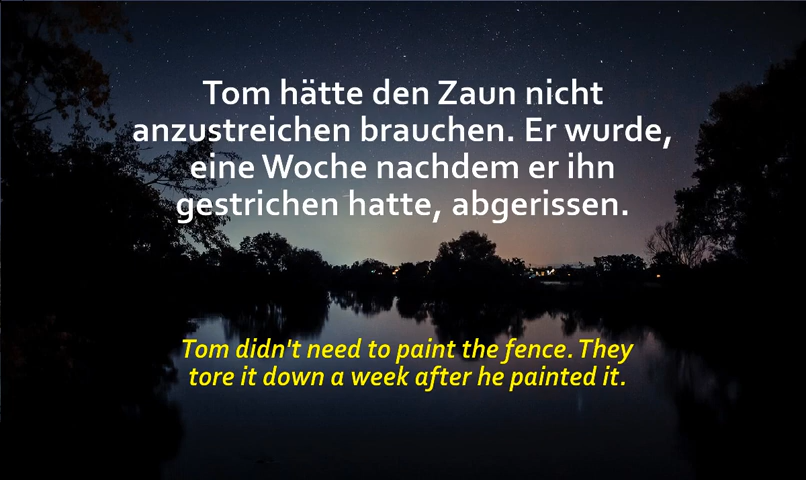 Tom hätte den Zaun nicht
anzustreichen brauchen. Er wurde,
eine Woche nachdem er ihn
gestrichen hatte, abgerissen.
Tom didn't need to paint the fence. They
tore it down a week after he painted it.